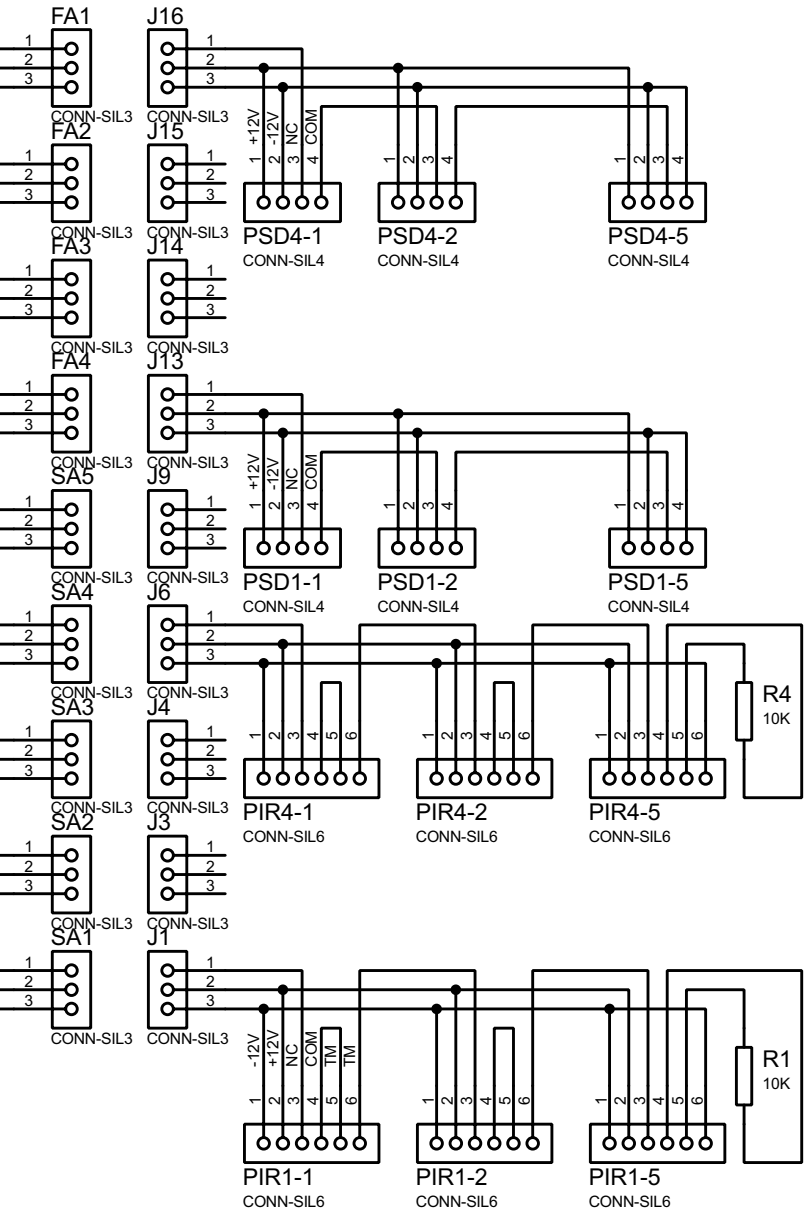 FA1 J16
1 1
2 2
3 3
+12V -12V NC COM
CONN-SIL3 CONN-SIL3
FA2 J15
1 2 3 4 1 2 3 4 1 2 3 4
1 1
2 2
3 3
CONN-SIL3 CONN-SIL3 PSD4-1 PSD4-2 PSD4-5
FA3 J14
CONN-SIL4 CONN-SIL4 CONN-SIL4
1 1
2 2
3 3
CONN-SIL3 CONN-SIL3
FA4 J13
1 1
2 2
3 3
+12V -12V NC COM
CONN-SIL3 CONN-SIL3
SA5 J9
1 2 3 4 1 2 3 4 1 2 3 4
1 1
2 2
3 3
CONN-SIL3 CONN-SIL3 PSD1-1 PSD1-2 PSD1-5
SA4 J6
CONN-SIL4 CONN-SIL4 CONN-SIL4
1 1
2 2
3 3
CONN-SIL3 CONN-SIL3
SA3 J4
R4
10K
1 2 3 4 5 6 1 2 3 4 5 6 1 2 3 4 5 6
1 1
2 2
3 3
CONN-SIL3 CONN-SIL3 PIR4-1 PIR4-2 PIR4-5
SA2 J3
CONN-SIL6 CONN-SIL6 CONN-SIL6
1 1
2 2
3 3
CONN-SIL3 CONN-SIL3
SA1 J1
1 1
2 2
3 3
CONN-SIL3 CONN-SIL3
-12V +12V NC COM TM TM
R1
10K
1 2 3 4 5 6 1 2 3 4 5 6 1 2 3 4 5 6
PIR1-1 PIR1-2 PIR1-5
CONN-SIL6 CONN-SIL6 CONN-SIL6